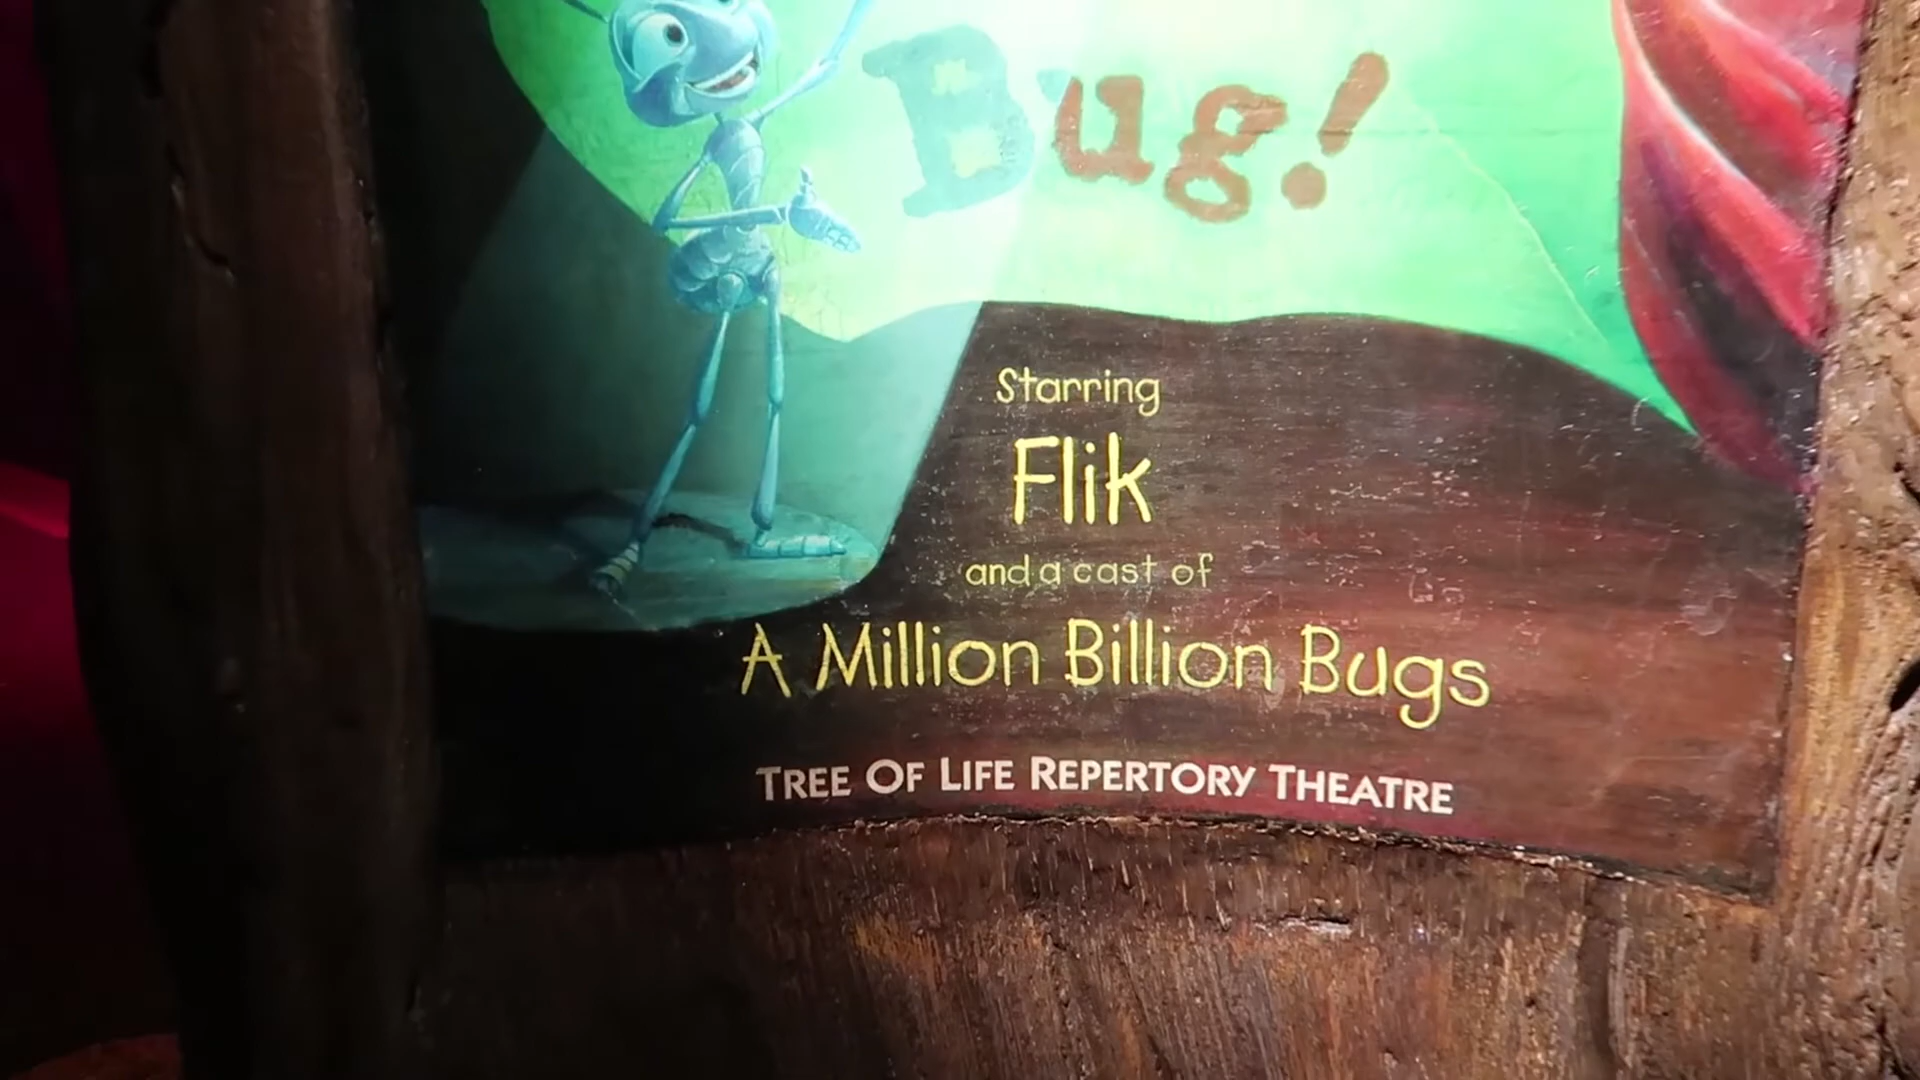 Bug!
Starring
Flik
and a cast of
A Million Billion Bugs
TREE OF LIFE REPERTORY THEATRE